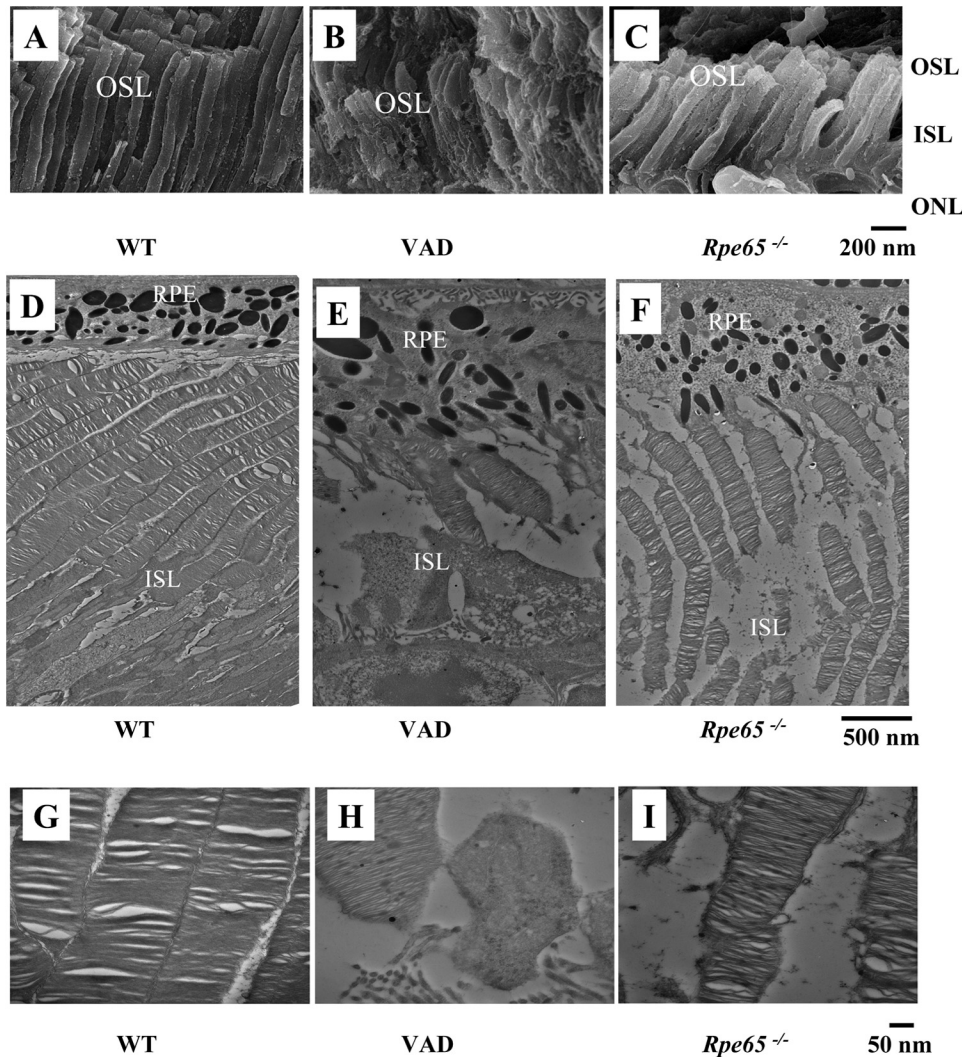 A
OSL
B
OSL
C
OSL
OSL
ISL
ONL
WT
VAD
Rpe65 -/-
200 nm
D
RPE
ISL
E
RPE
ISL
F
RPE
ISL
WT
VAD
Rpe65 -/-
500 nm
G
H
I
WT
VAD
Rpe65 -/-
50 nm